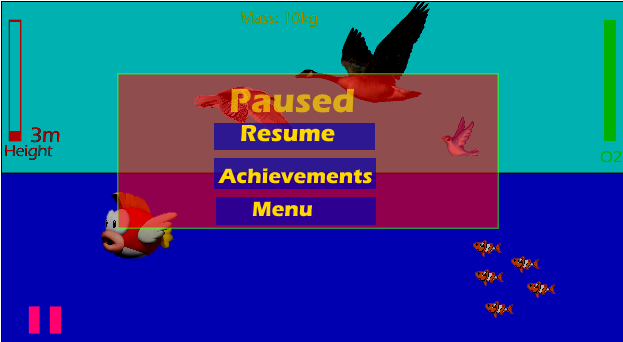 Mass: 10kg
3m
Height
O2
Paused
Resume
Achievements
Menu